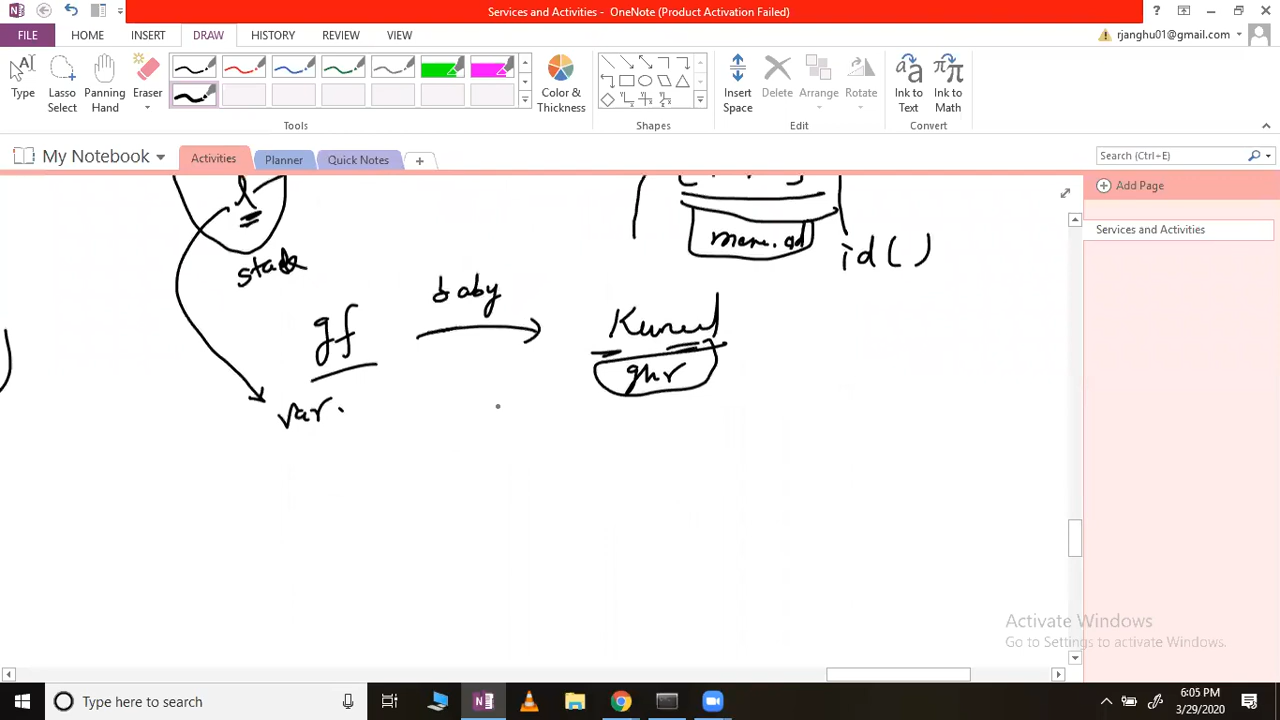 Services and Activities - OneNote (Product Activation Failed)
?
FILE HOME INSERT DRAW HISTORY REVIEW VIEW
rjanghu01@gmail.com
Type
Lasso Select
Panning Hand
Eraser
Color & Thickness
Insert Space
Delete
Arrange
Rotate
Ink to Text
Ink to Math
Tools
Shapes
Edit
Convert
My Notebook
Activities
Planner
Quick Notes
Search (Ctrl+E)
Add Page
Services and Activities
l
stack
mem. ad
id( )
gf
baby
ghr
var.
Activate Windows
Go to Settings to activate Windows.
Type here to search
6:05 PM
3/29/2020